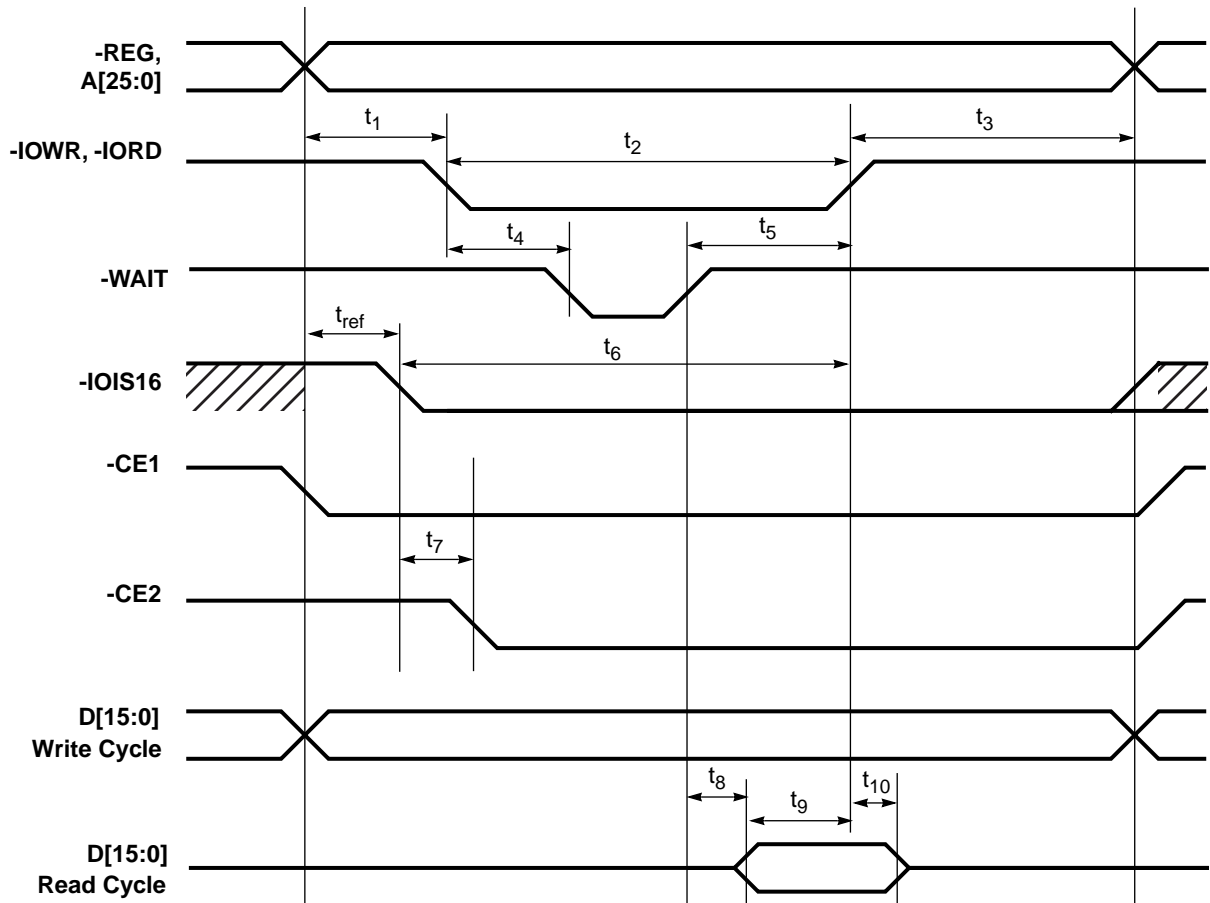 -REG,
A[25:0]
t1
t3
-IOWR, -IORD
t2
t4
t5
-WAIT
tref
t6
-IOIS16
-CE1
t7
-CE2
D[15:0]
Write Cycle
t8
t9
t10
D[15:0]
Read Cycle